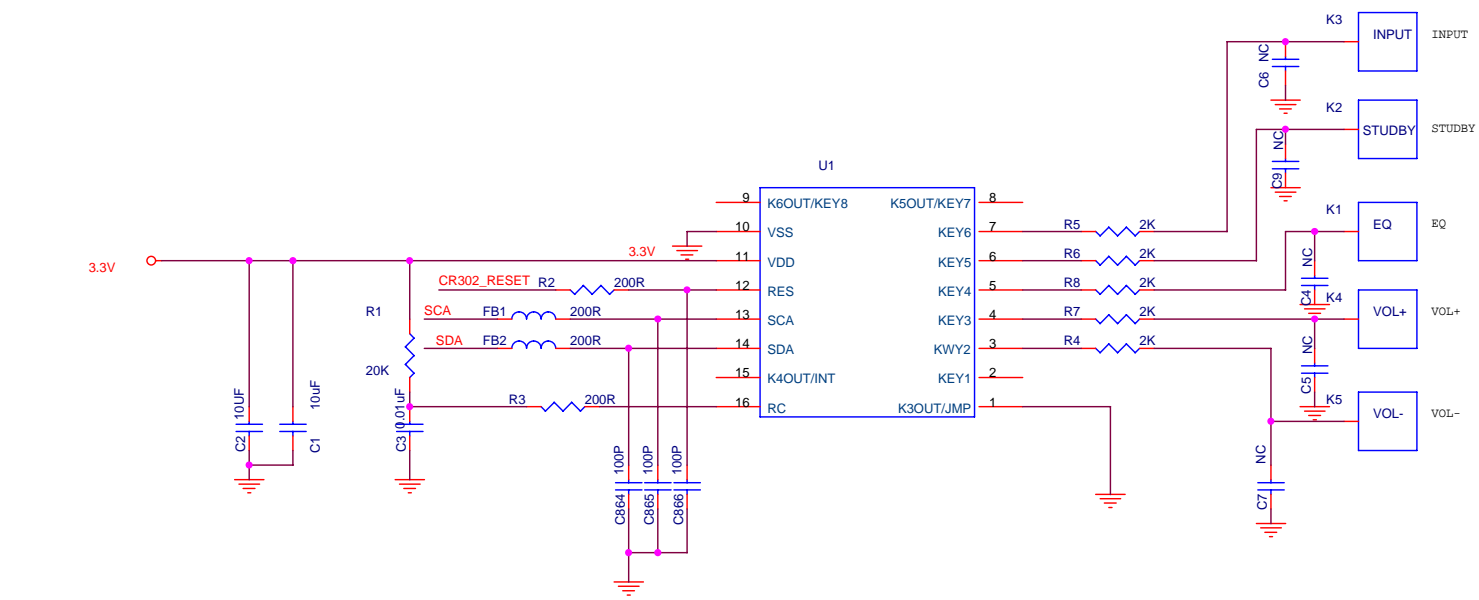 K3
INPUT
INPUT
NC
C6
K2
STUDBY
STUDBY
NC
C9
U1
K1
EQ
EQ
NC
C4
9
K6OUT/KEY8
K5OUT/KEY7
8
10
VSS
KEY6
7
R5
2K
3.3V
3.3V
11
VDD
KEY5
6
R6
2K
CR302_RESET
R2
200R
12
RES
KEY4
5
R8
2K
K4
VOL+
VOL+
R1
SCA
FB1
200R
13
SCA
KEY3
4
R7
2K
SDA
FB2
200R
14
SDA
KWY2
3
R4
2K
NC
C5
20K
15
K4OUT/INT
KEY1
2
R3
200R
16
RC
K3OUT/JMP
1
K5
VOL-
VOL-
10UF
C2
10uF
C1
0.01uF
C3
100P
C864
100P
C865
100P
C866
NC
C7